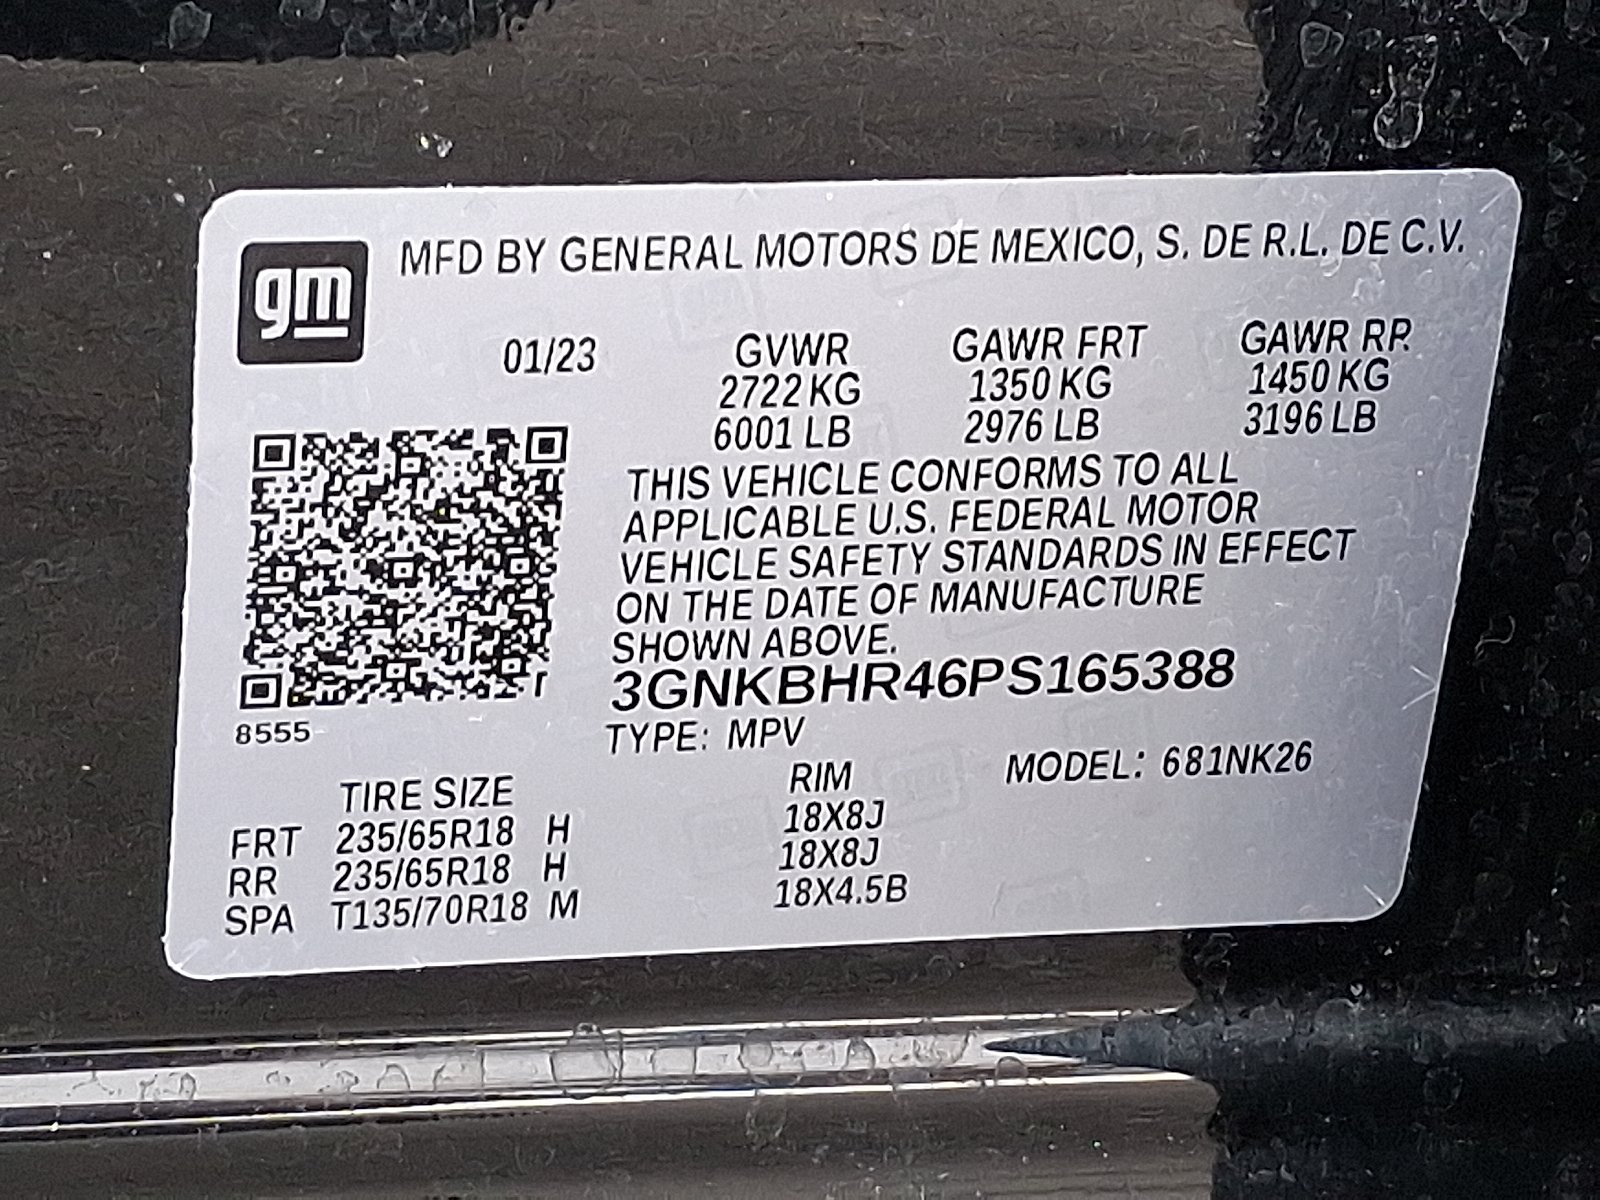 gm
MFD BY GENERAL MOTORS DE MEXICO, S. DE R.L. DE C.V.
01/23 GVWR GAWR FRT GAWR RR
2722 KG 1350 KG 1450 KG
6001 LB 2976 LB 3196 LB
THIS VEHICLE CONFORMS TO ALL
APPLICABLE U.S. FEDERAL MOTOR
VEHICLE SAFETY STANDARDS IN EFFECT
ON THE DATE OF MANUFACTURE
SHOWN ABOVE.
3GNKBHR46PS165388
8555
TYPE: MPV
MODEL: 681NK26
TIRE SIZE RIM
FRT 235/65R18 H 18X8J
RR 235/65R18 H 18X8J
SPA T135/70R18 M 18X4.5B